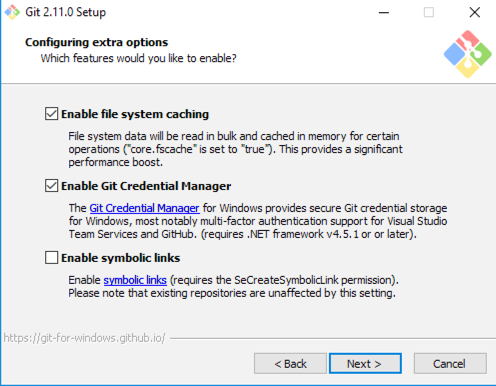 Git 2.11.0 Setup
Configuring extra options
Which features would you like to enable?
Enable file system caching
File system data will be read in bulk and cached in memory for certain
operations ("core.fscache" is set to "true"). This provides a significant
performance boost.
Enable Git Credential Manager
The Git Credential Manager for Windows provides secure Git credential storage
for Windows, most notably multi-factor authentication support for Visual Studio
Team Services and GitHub. (requires .NET framework v4.5.1 or or later).
Enable symbolic links
Enable symbolic links (requires the SeCreateSymbolicLink permission).
Please note that existing repositories are unaffected by this setting.
https://git-for-windows.github.io/
< Back
Next >
Cancel